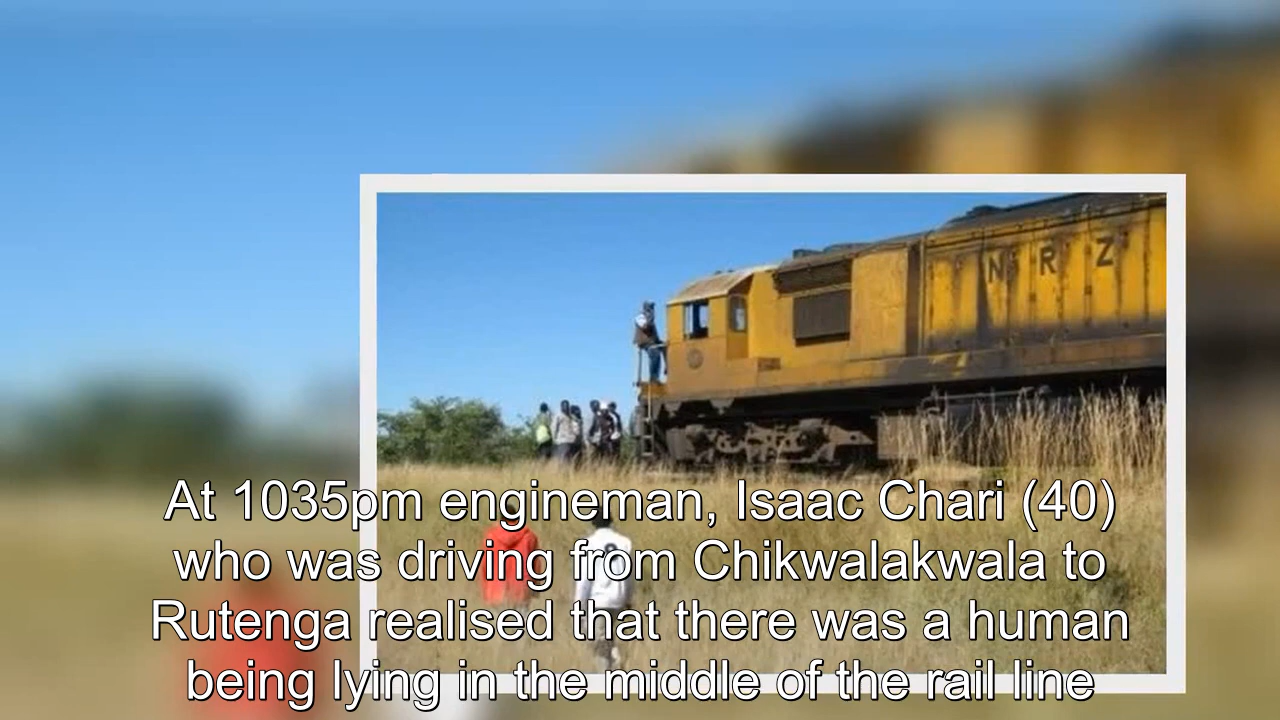 N R Z
At 1035pm engineman, Isaac Chari (40)
who was driving from Chikwalakwala to
Rutenga realised that there was a human
being lying in the middle of the rail line